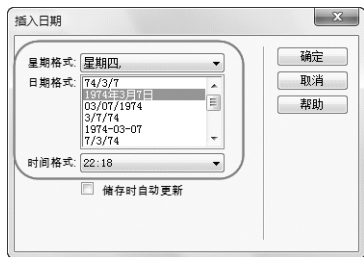 插入日期
星期格式: 星期四,
确定
日期格式: 74/3/7
取消
1974年3月7日
帮助
03/07/1974
3/7/74
1974-03-07
7/3/74
时间格式: 22:18
储存时自动更新